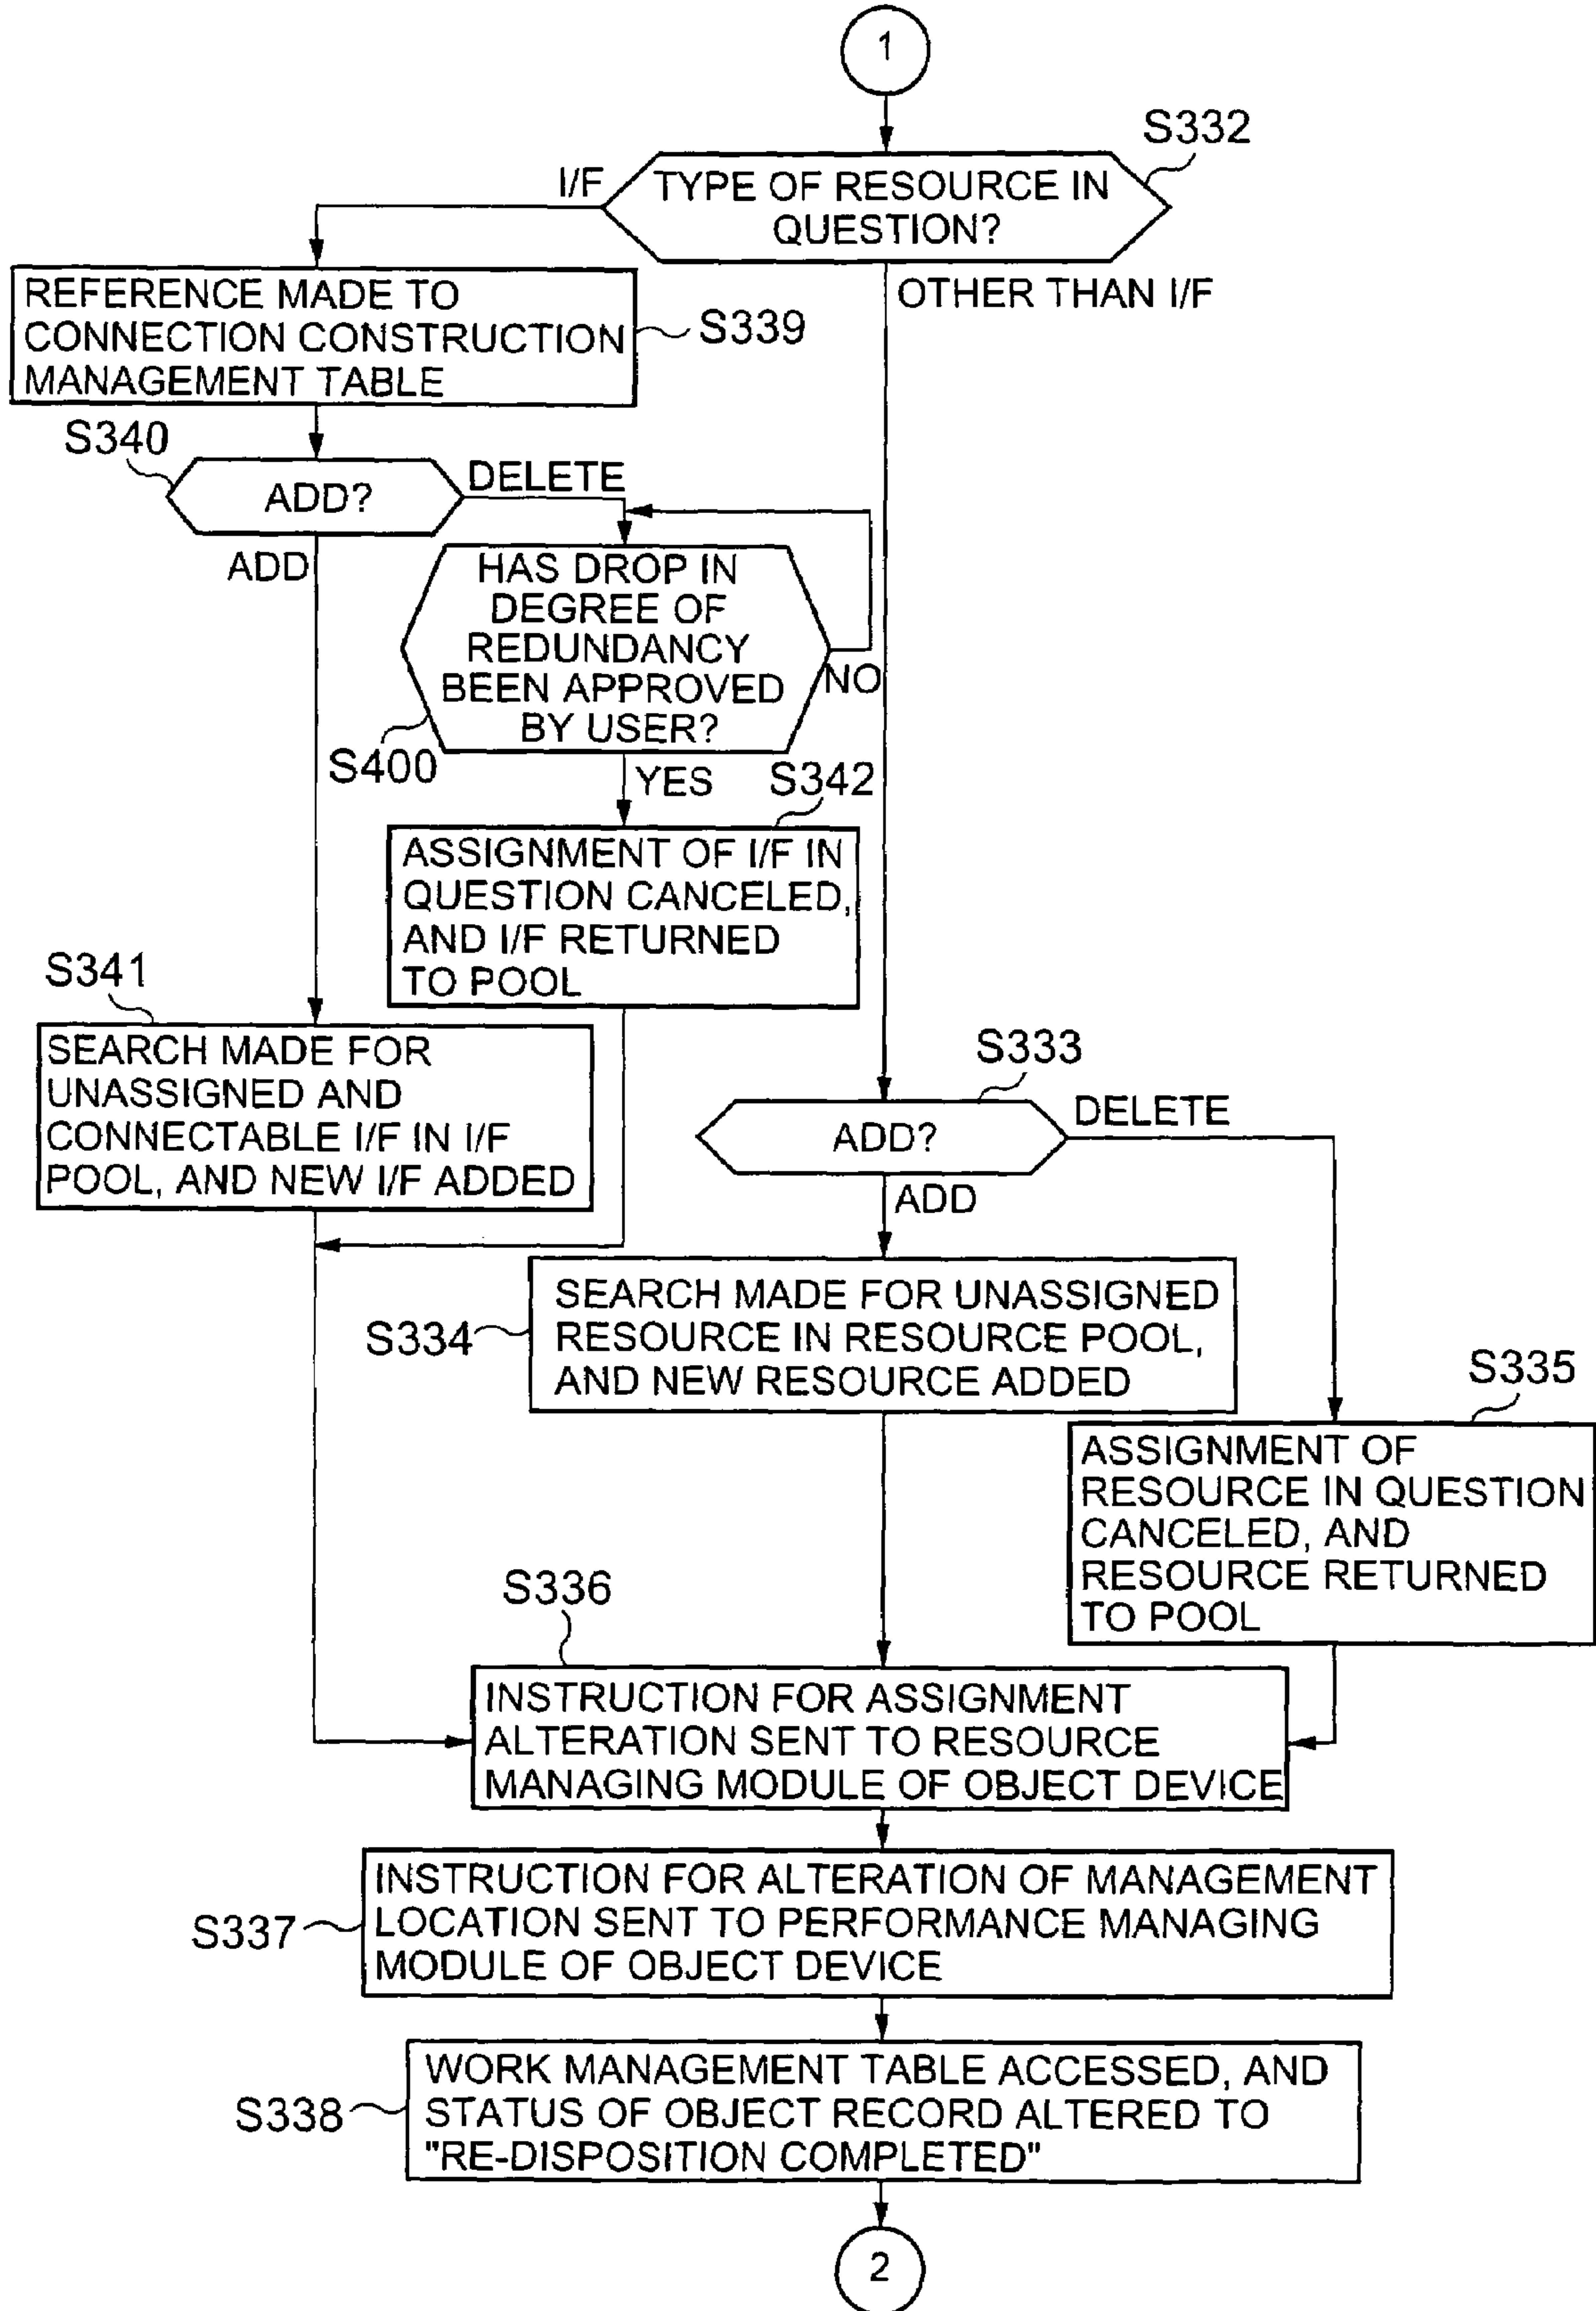 1
S332
I/F
TYPE OF RESOURCE IN
QUESTION?
OTHER THAN I/F
REFERENCE MADE TO
CONNECTION CONSTRUCTION
MANAGEMENT TABLE
S339
S340
ADD?
DELETE
ADD
HAS DROP IN
DEGREE OF
REDUNDANCY
BEEN APPROVED
BY USER?
NO
S400
YES
S342
ASSIGNMENT OF I/F IN
QUESTION CANCELED,
AND I/F RETURNED
TO POOL
S341
SEARCH MADE FOR
UNASSIGNED AND
CONNECTABLE I/F IN I/F
POOL, AND NEW I/F ADDED
S333
ADD?
DELETE
ADD
S334
SEARCH MADE FOR UNASSIGNED
RESOURCE IN RESOURCE POOL,
AND NEW RESOURCE ADDED
S335
ASSIGNMENT OF
RESOURCE IN QUESTION
CANCELED, AND
RESOURCE RETURNED
TO POOL
S336
INSTRUCTION FOR ASSIGNMENT
ALTERATION SENT TO RESOURCE
MANAGING MODULE OF OBJECT DEVICE
S337
INSTRUCTION FOR ALTERATION OF MANAGEMENT
LOCATION SENT TO PERFORMANCE MANAGING
MODULE OF OBJECT DEVICE
S338
WORK MANAGEMENT TABLE ACCESSED, AND
STATUS OF OBJECT RECORD ALTERED TO
"RE-DISPOSITION COMPLETED"
2